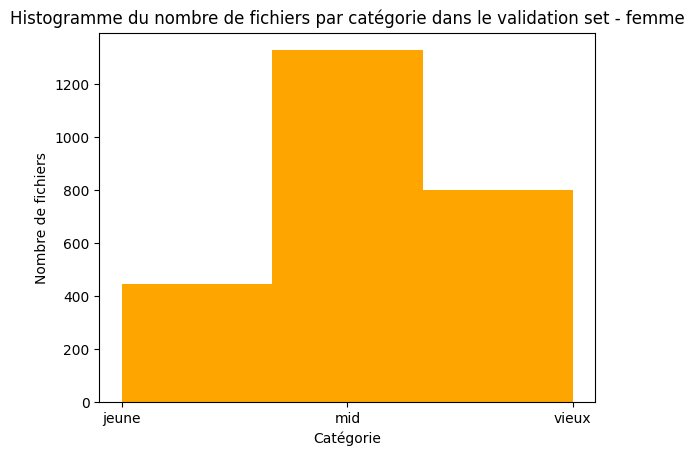 Histogramme du nombre de fichiers par catégorie dans le validation set - femme
Nombre de fichiers
1200
1000
800
600
400
200
0
jeune mid vieux
Catégorie